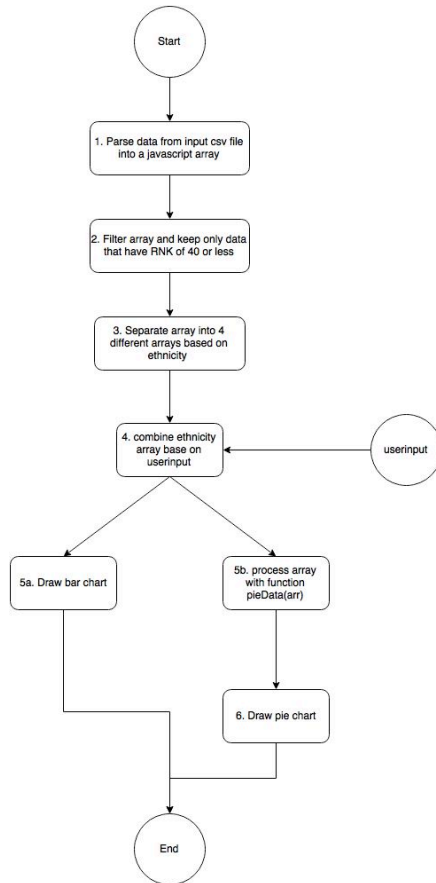 Start
1. Parse data from input csv file
into a javascript array
2. Filter array and keep only data
that have RNK of 40 or less
3. Separate array into 4
different arrays based on
ethnicity
4. combine ethnicity
array base on
userinput
userinput
5a. Draw bar chart
5b. process array
with function
pieData(arr)
6. Draw pie chart
End